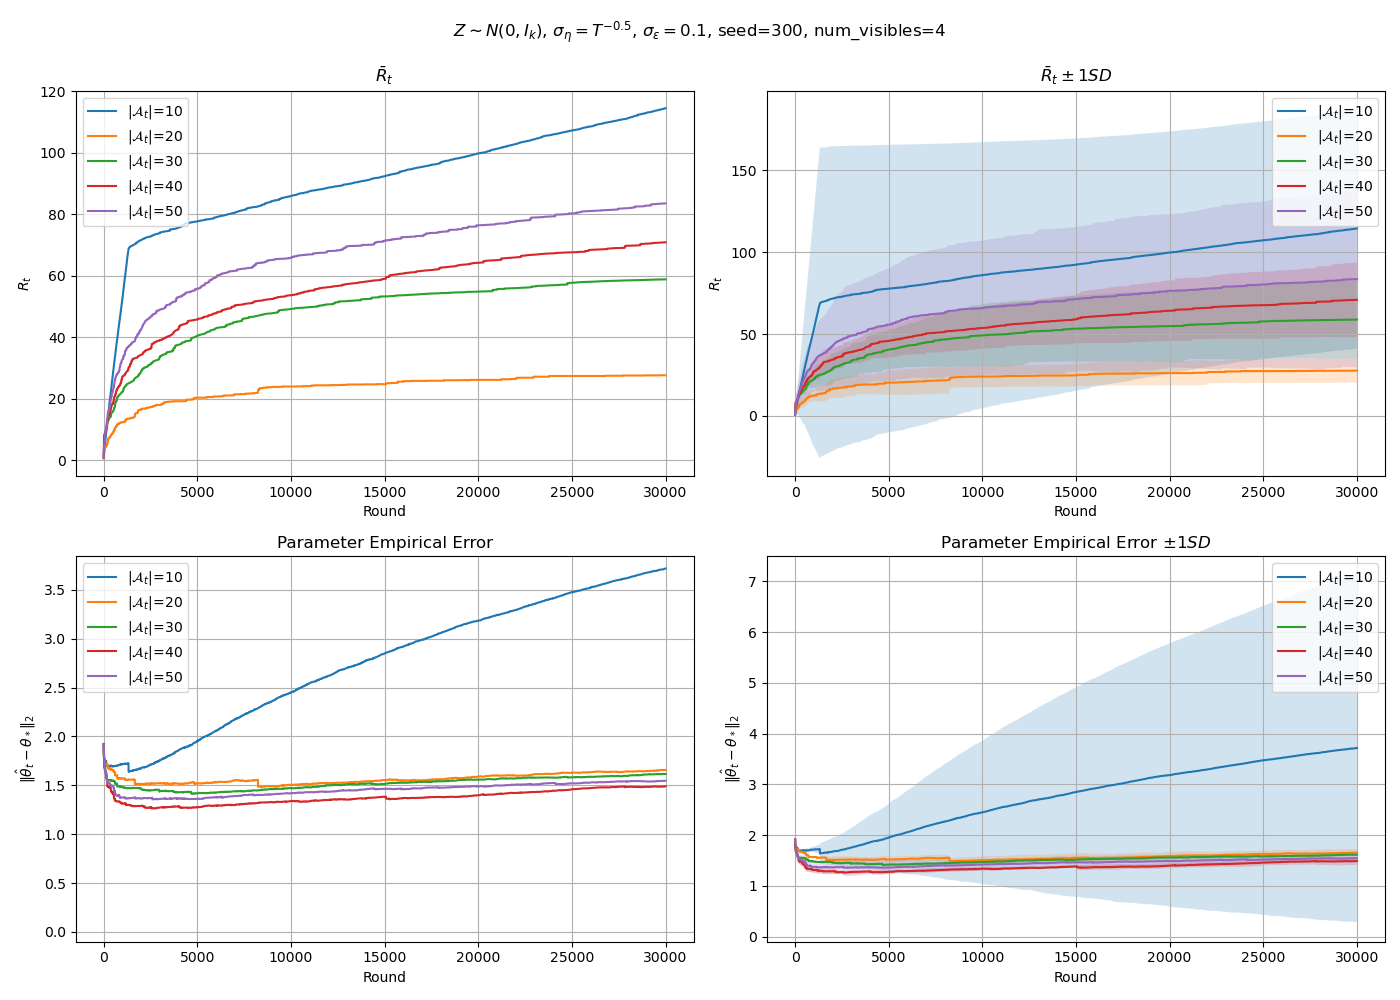 Z ~ N(0, I_k), σ_η = T^{−0.5}, σ_ε = 0.1, seed=300, num_visibles=4
R̄_t
120
100
80
60
40
20
0
R_t
|𝒜_t|=10
|𝒜_t|=20
|𝒜_t|=30
|𝒜_t|=40
|𝒜_t|=50
0 5000 10000 15000 20000 25000 30000
Round
R̄_t ± 1SD
150
100
50
0
R_t
|𝒜_t|=10
|𝒜_t|=20
|𝒜_t|=30
|𝒜_t|=40
|𝒜_t|=50
0 5000 10000 15000 20000 25000 30000
Round
Parameter Empirical Error
3.5
3.0
2.5
2.0
1.5
1.0
0.5
0.0
‖θ̂_t − θ_*‖_2
|𝒜_t|=10
|𝒜_t|=20
|𝒜_t|=30
|𝒜_t|=40
|𝒜_t|=50
0 5000 10000 15000 20000 25000 30000
Round
Parameter Empirical Error ±1SD
7
6
5
4
3
2
1
0
‖θ̂_t − θ_*‖_2
|𝒜_t|=10
|𝒜_t|=20
|𝒜_t|=30
|𝒜_t|=40
|𝒜_t|=50
0 5000 10000 15000 20000 25000 30000
Round